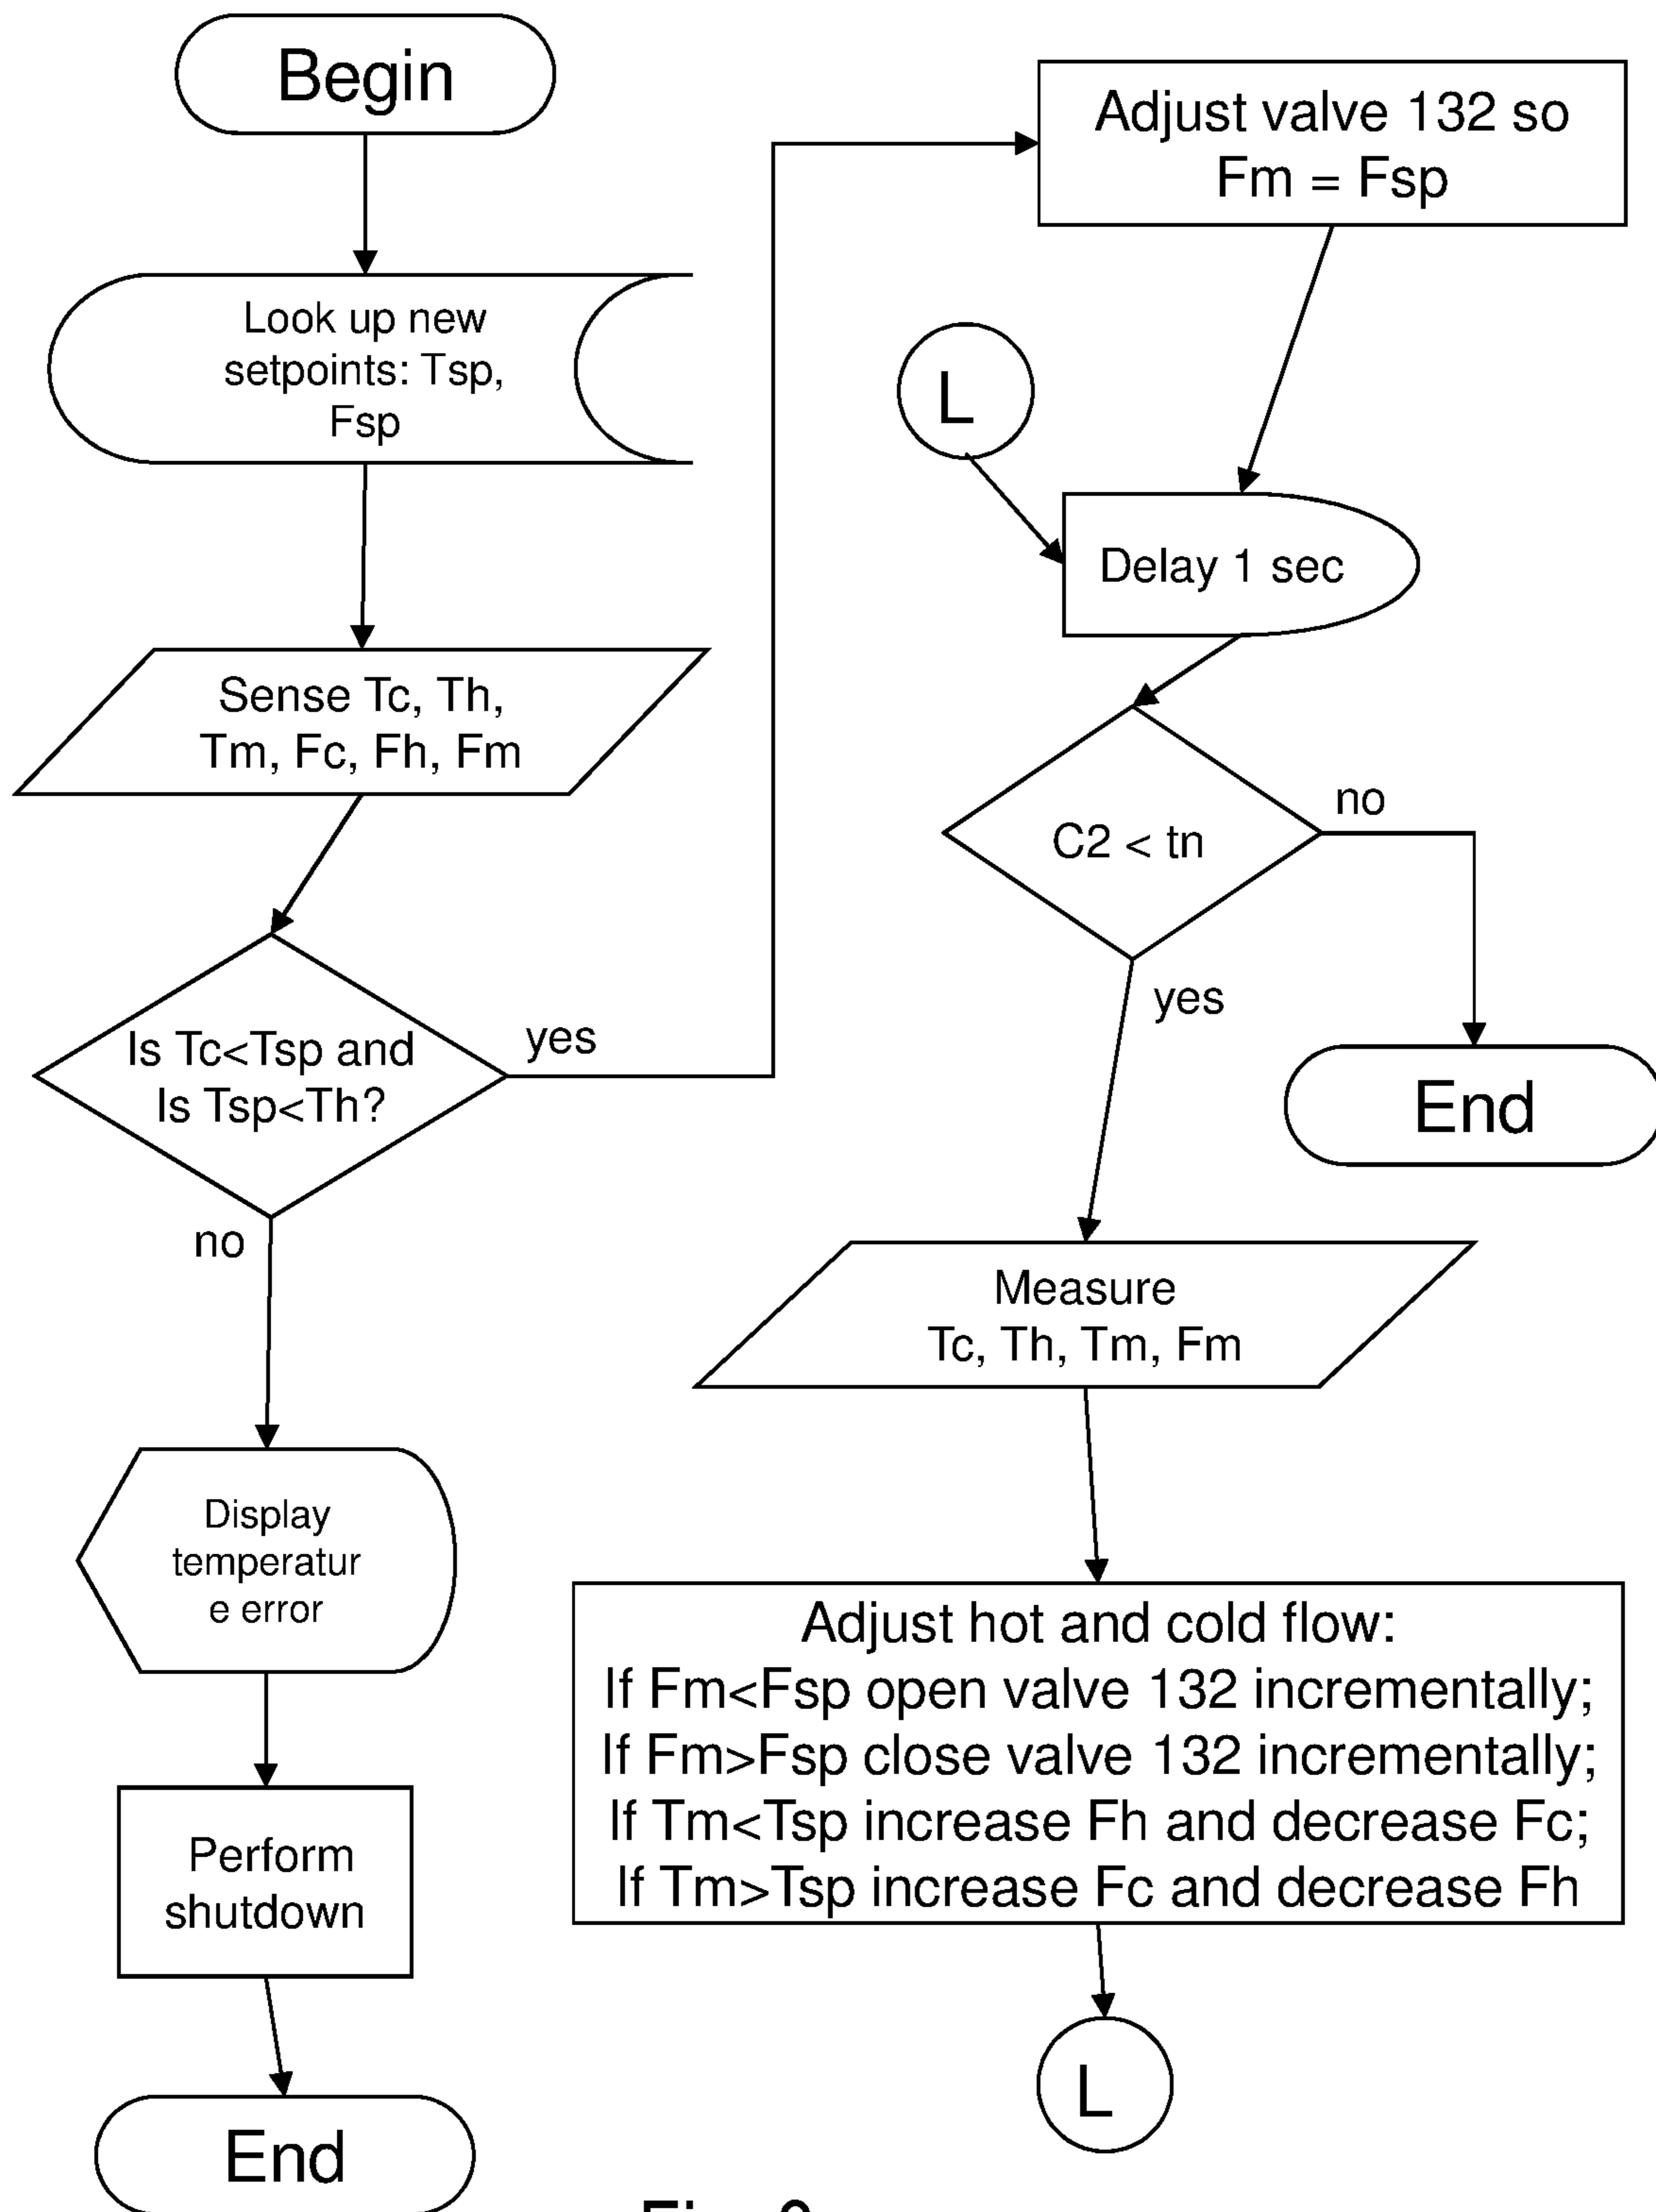 Begin
Look up new
setpoints: Tsp,
Fsp
Sense Tc, Th,
Tm, Fc, Fh, Fm
Is Tc<Tsp and
Is Tsp<Th?
yes
no
Display
temperatur
e error
Perform
shutdown
End
Adjust valve 132 so
Fm = Fsp
L
Delay 1 sec
C2 < tn
no
yes
End
Measure
Tc, Th, Tm, Fm
Adjust hot and cold flow:
If Fm<Fsp open valve 132 incrementally;
If Fm>Fsp close valve 132 incrementally;
If Tm<Tsp increase Fh and decrease Fc;
If Tm>Tsp increase Fc and decrease Fh
L